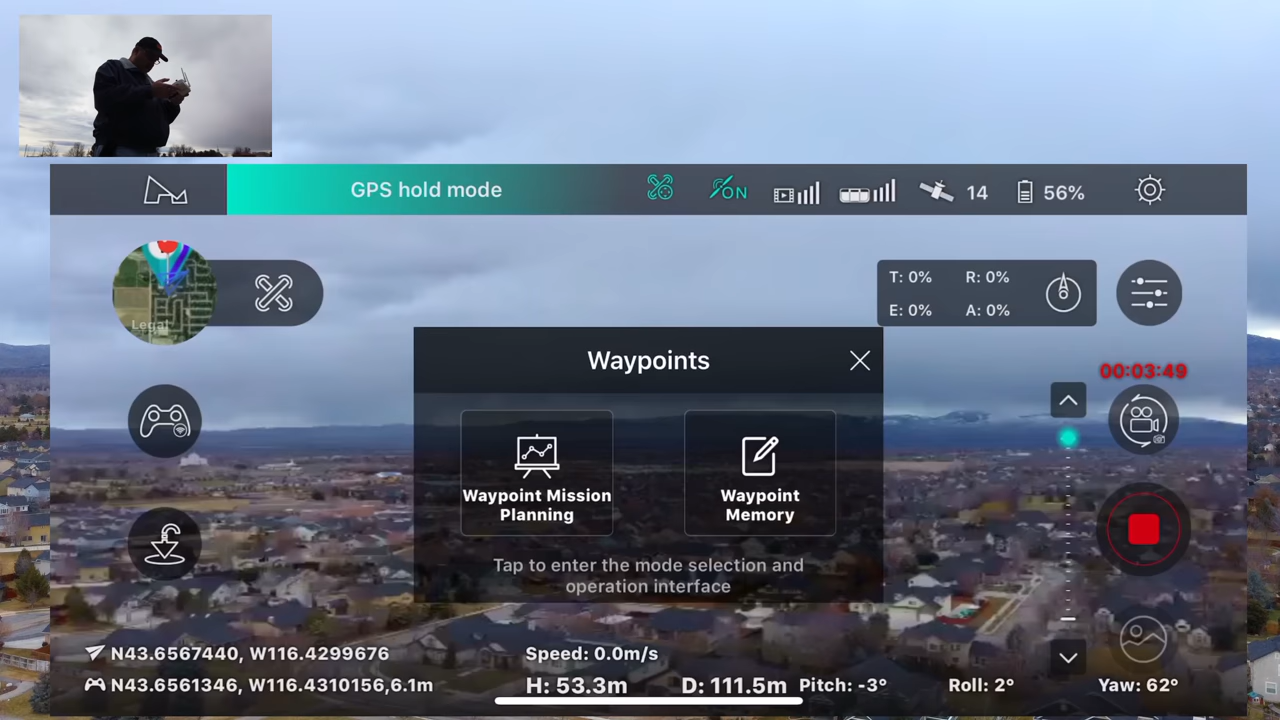 GPS hold mode
ON
14
56%
Legal
T: 0% R: 0%
E: 0% A: 0%
Waypoints
00:03:49
Waypoint Mission
Planning
Waypoint
Memory
Tap to enter the mode selection and
operation interface
N43.6567440, W116.4299676
Speed: 0.0m/s
N43.6561346, W116.4310156,6.1m
H: 53.3m
D: 111.5m
Pitch: -3°
Roll: 2°
Yaw: 62°